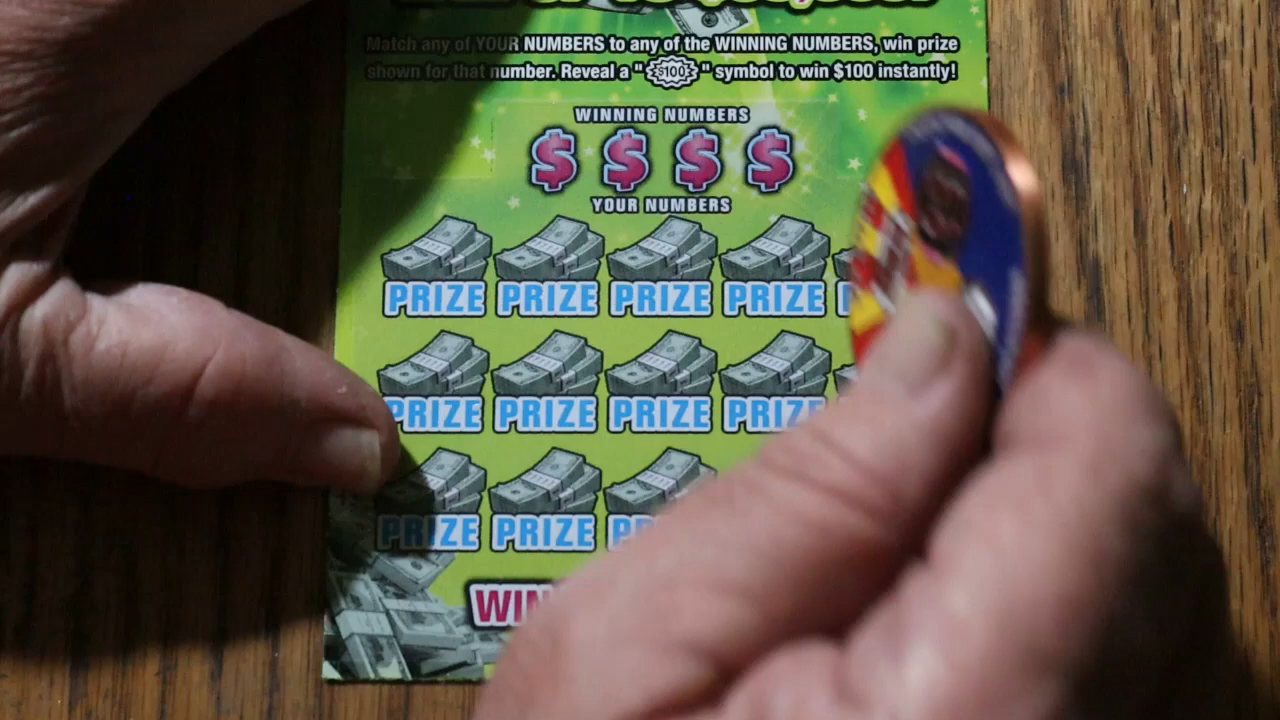 Match any of YOUR NUMBERS to any of the WINNING NUMBERS, win prize
shown for that number. Reveal a " $100 " symbol to win $100 instantly!
WINNING NUMBERS
$ $ $ $
YOUR NUMBERS
PRIZE PRIZE PRIZE PRIZE
PRIZE PRIZE PRIZE PRIZE
PRIZE PRIZE
WIN